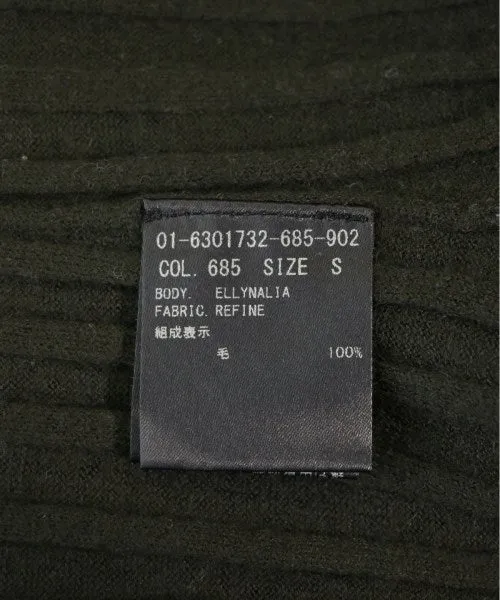 01-6301732-685-902
COL. 685 SIZE S
BODY. ELLYNALIA
FABRIC. REFINE
組成表示
毛 100%